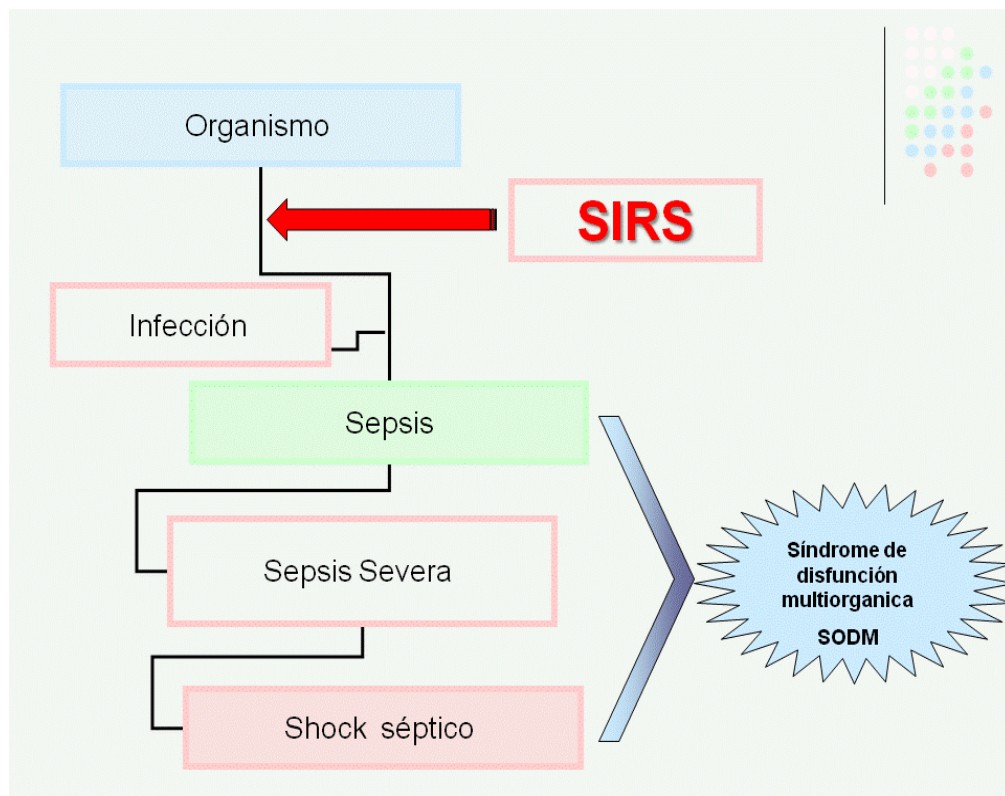 Organismo
SIRS
Infección
Sepsis
Sepsis Severa
Shock séptico
Síndrome de
disfunción
multiorganica
SODM